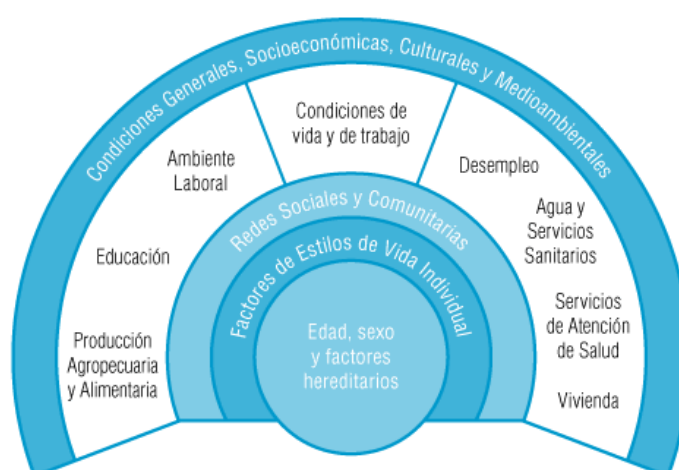 Condiciones Generales, Socioeconómicas, Culturales y Medioambientales
Condiciones de
vida y de trabajo
Ambiente
Laboral
Desempleo
Educación
Agua y
Servicios
Sanitarios
Producción
Agropecuaria
y Alimentaria
Servicios
de Atención
de Salud
Vivienda
Redes Sociales y Comunitarias
Factores de Estilos de Vida Individual
Edad, sexo
y factores
hereditarios